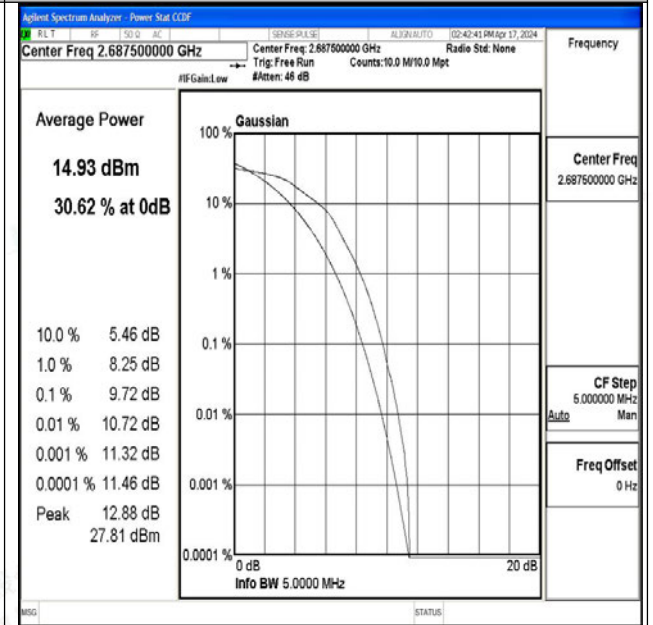 Agilent Spectrum Analyzer - Power Stat CCDF
RL T RF 50 Ω AC SENSE:PULSE ALIGN AUTO 02:42:41 PM Apr 17, 2024
Center Freq 2.687500000 GHz
Center Freq: 2.687500000 GHz Radio Std: None
Trig: Free Run Counts:10.0 M/10.0 Mpt
#IFGain:Low #Atten: 46 dB
Frequency
Average Power
14.93 dBm
30.62 % at 0dB
10.0 % 5.46 dB
1.0 % 8.25 dB
0.1 % 9.72 dB
0.01 % 10.72 dB
0.001 % 11.32 dB
0.0001 % 11.46 dB
Peak 12.88 dB
27.81 dBm
Gaussian
100 %
10 %
1 %
0.1 %
0.01 %
0.001 %
0.0001 %
0 dB 20 dB
Info BW 5.0000 MHz
Center Freq
2.687500000 GHz
CF Step
5.000000 MHz
Auto Man
Freq Offset
0 Hz
MSG STATUS